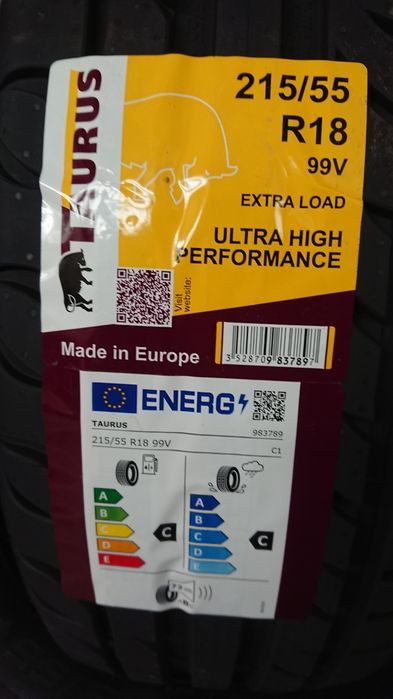 TAURUS
215/55
R18
99V
EXTRA LOAD
ULTRA HIGH
PERFORMANCE
Visit
website:
Made in Europe
3 528709 837897
ENERG
TAURUS 983789
215/55 R18 99V C1
A A
B B
C C C C
D D
E E